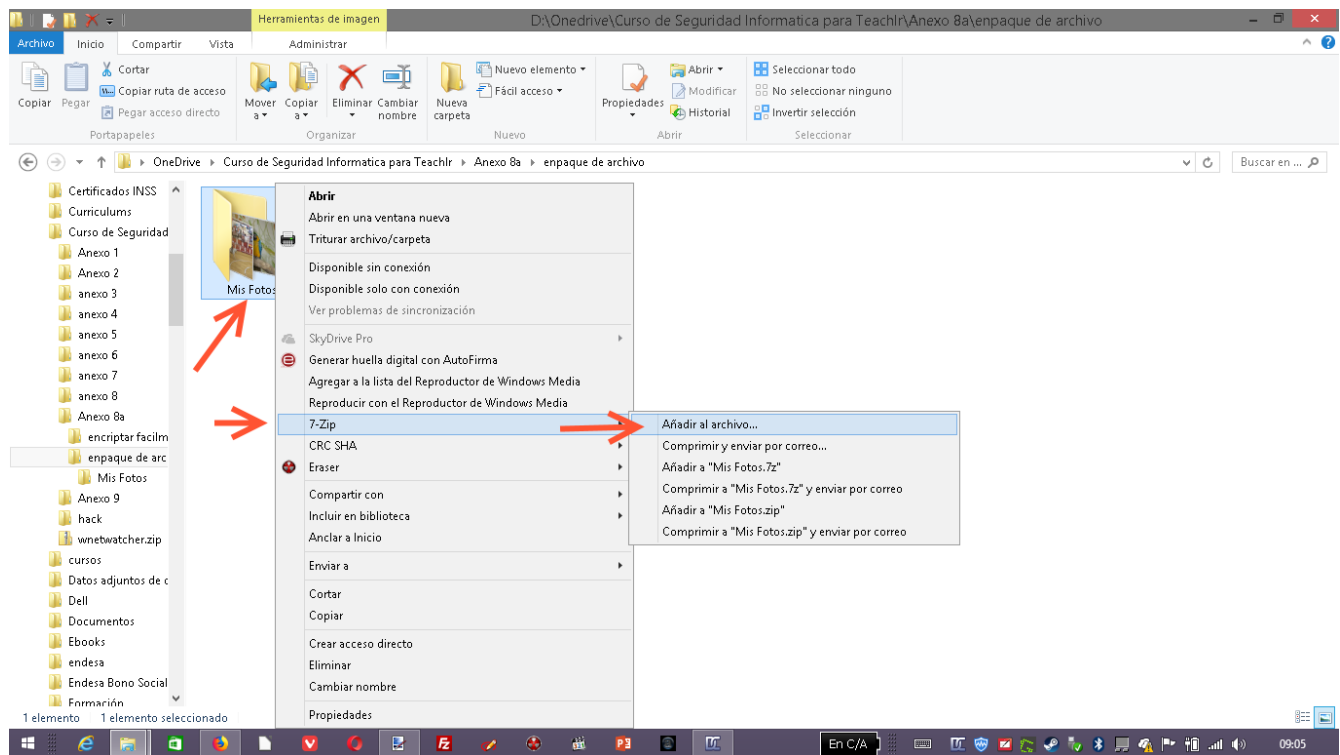 Herramientas de imagen
D:\Onedrive\Curso de Seguridad Informatica para TeachIr\Anexo 8a\enpaque de archivo
Archivo Inicio Compartir Vista Administrar
Copiar
Pegar
Cortar
Copiar ruta de acceso
Pegar acceso directo
Portapapeles
Mover a
Copiar a
Eliminar
Cambiar nombre
Organizar
Nueva carpeta
Nuevo elemento
Fácil acceso
Nuevo
Propiedades
Abrir
Modificar
Historial
Abrir
Seleccionar todo
No seleccionar ninguno
Invertir selección
Seleccionar
OneDrive Curso de Seguridad Informatica para TeachIr Anexo 8a enpaque de archivo
Buscar en ...
Certificados INSS
Curriculums
Curso de Seguridad
Anexo 1
Anexo 2
anexo 3
anexo 4
anexo 5
anexo 6
anexo 7
anexo 8
Anexo 8a
encriptar facilm
enpaque de arc
Mis Fotos
Anexo 9
hack
wnetwatcher.zip
cursos
Datos adjuntos de c
Dell
Documentos
Ebooks
endesa
Endesa Bono Social
Formación
Mis Fotos
Abrir
Abrir en una ventana nueva
Triturar archivo/carpeta
Disponible sin conexión
Disponible solo con conexión
Ver problemas de sincronización
SkyDrive Pro
Generar huella digital con AutoFirma
Agregar a la lista del Reproductor de Windows Media
Reproducir con el Reproductor de Windows Media
7-Zip
CRC SHA
Eraser
Compartir con
Incluir en biblioteca
Anclar a Inicio
Enviar a
Cortar
Copiar
Crear acceso directo
Eliminar
Cambiar nombre
Propiedades
Añadir al archivo...
Comprimir y enviar por correo...
Añadir a "Mis Fotos.7z"
Comprimir a "Mis Fotos.7z" y enviar por correo
Añadir a "Mis Fotos.zip"
Comprimir a "Mis Fotos.zip" y enviar por correo
1 elemento 1 elemento seleccionado
En C/A
09:05